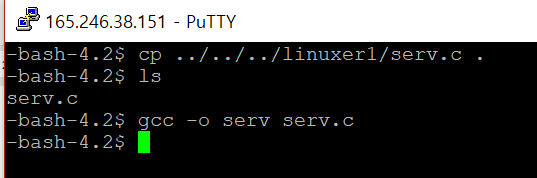 165.246.38.151 - PuTTY
-bash-4.2$ cp ../../../linuxer1/serv.c .
-bash-4.2$ ls
serv.c
-bash-4.2$ gcc -o serv serv.c
-bash-4.2$